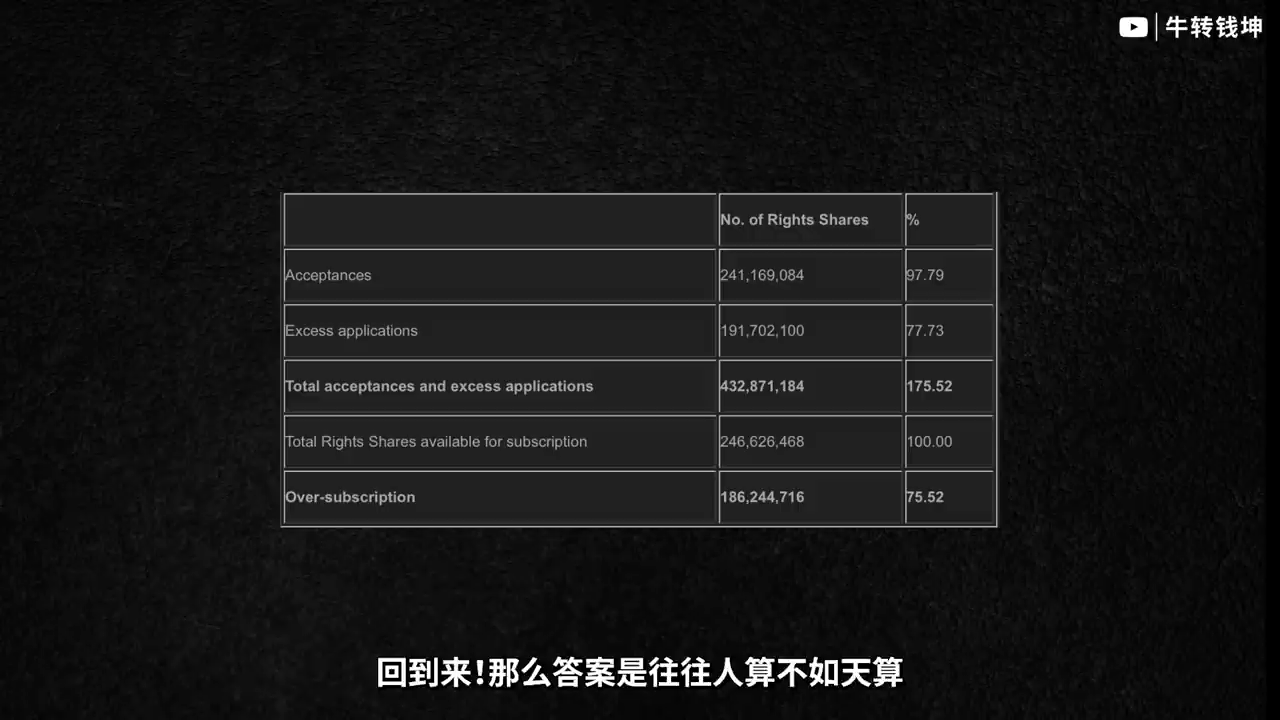 牛转钱坤
No. of Rights Shares %
Acceptances 241,169,084 97.79
Excess applications 191,702,100 77.73
Total acceptances and excess applications 432,871,184 175.52
Total Rights Shares available for subscription 246,626,468 100.00
Over-subscription 186,244,716 75.52
回到来!那么答案是往往人算不如天算